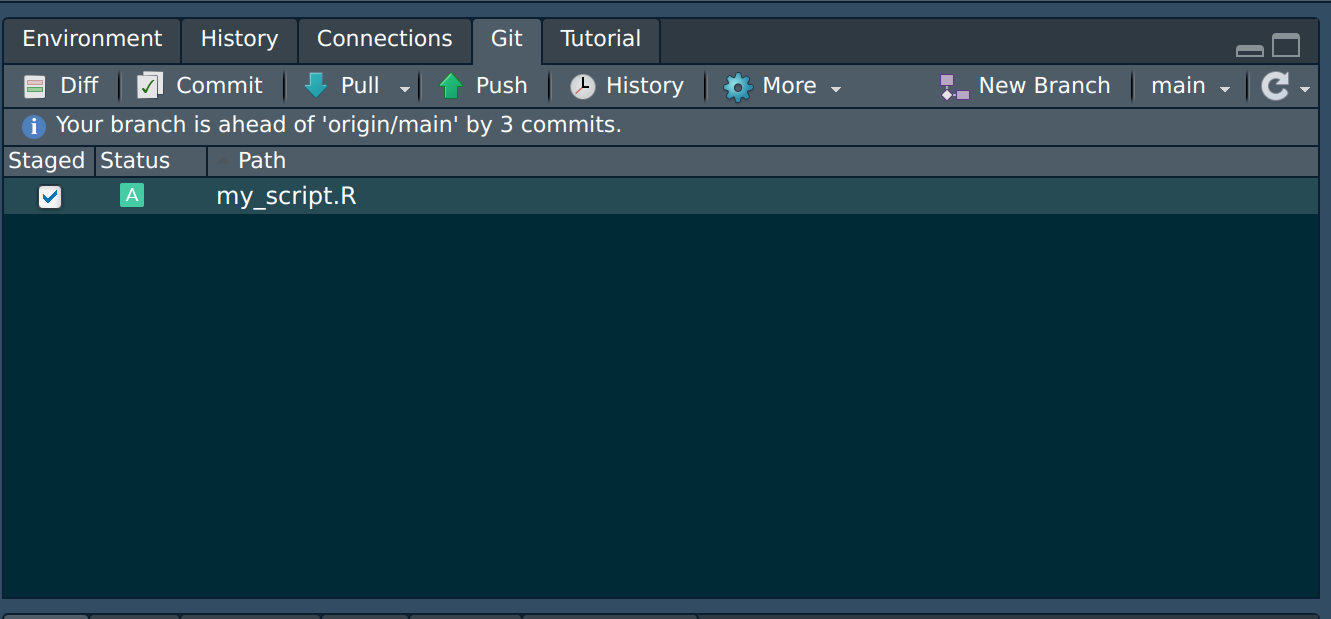 Environment History Connections Git Tutorial
Diff Commit Pull Push History More New Branch main
Your branch is ahead of 'origin/main' by 3 commits.
Staged Status Path
A my_script.R